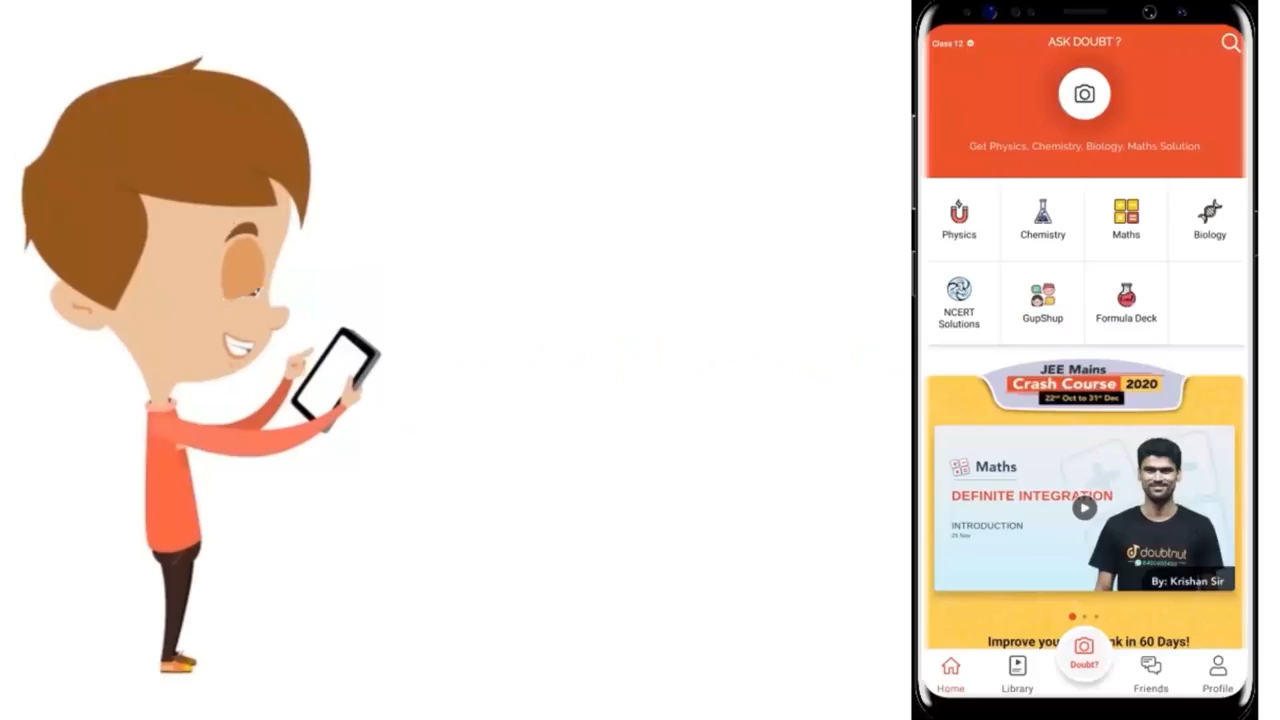 Class 12
ASK DOUBT ?
Get Physics, Chemistry, Biology, Maths Solution
Physics
Chemistry
Maths
Biology
NCERT
Solutions
GupShup
Formula Deck
JEE Mains
Crash Course 2020
22nd Oct to 31st Dec
Maths
DEFINITE INTEGRATION
INTRODUCTION
doubtnut
By: Krishan Sir
Improve you nk in 60 Days!
Doubt?
Home
Library
Friends
Profile